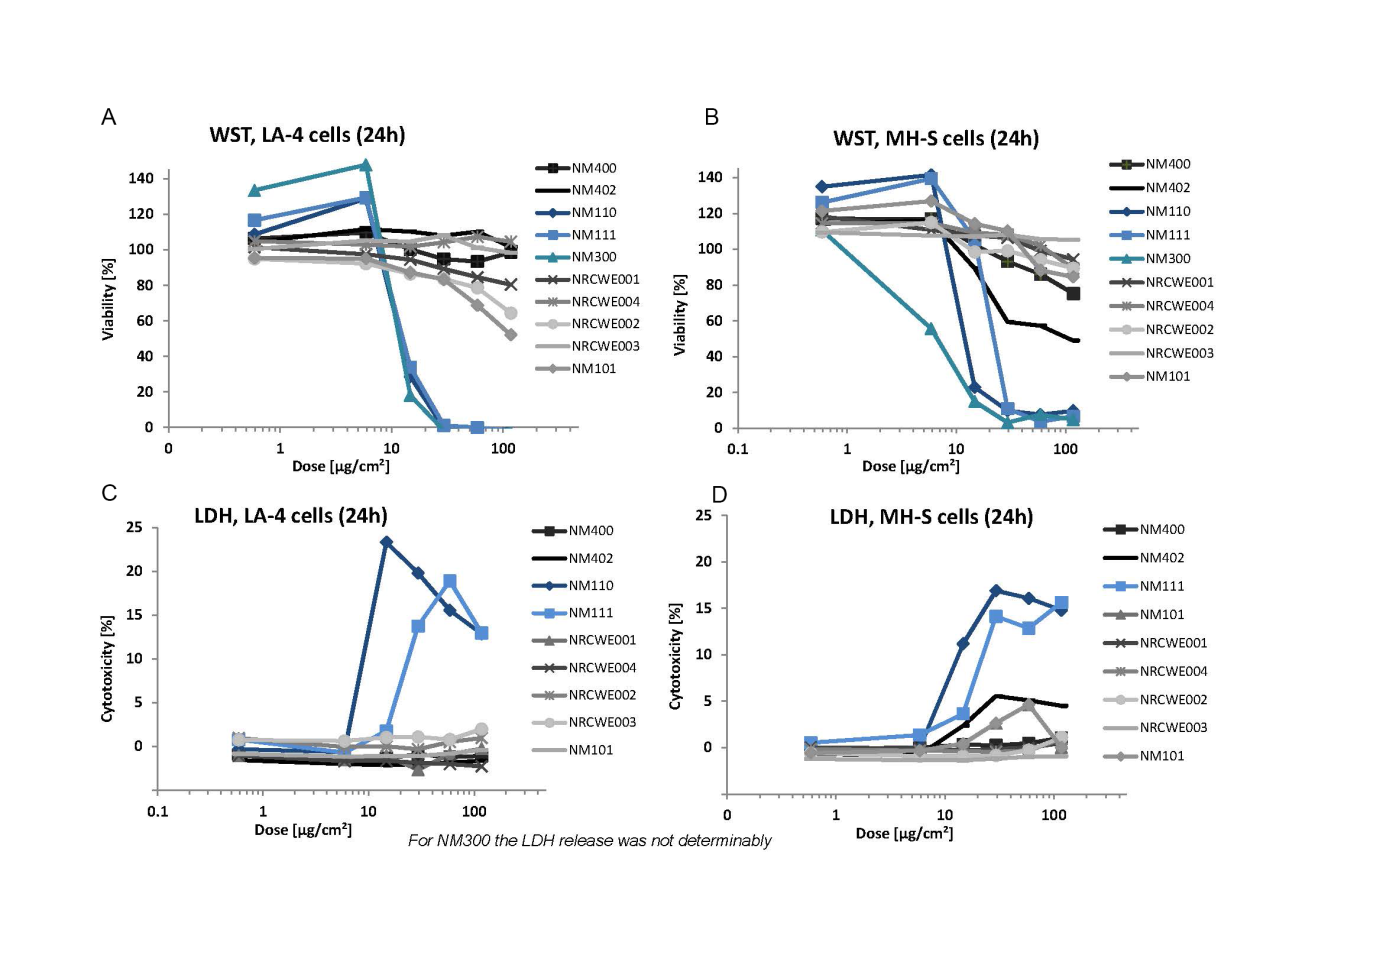 A
WST, LA-4 cells (24h)
Viability [%]
140
120
100
80
60
40
20
0
0
1
10
100
Dose [µg/cm²]
NM400
NM402
NM110
NM111
NM300
NRCWE001
NRCWE004
NRCWE002
NRCWE003
NM101
B
WST, MH-S cells (24h)
Viability [%]
140
120
100
80
60
40
20
0
0.1
1
10
100
Dose [µg/cm²]
NM400
NM402
NM110
NM111
NM300
NRCWE001
NRCWE004
NRCWE002
NRCWE003
NM101
C
LDH, LA-4 cells (24h)
Cytotoxicity [%]
25
20
15
10
5
0
0.1
1
10
100
Dose [µg/cm²]
NM400
NM402
NM110
NM111
NRCWE001
NRCWE004
NRCWE002
NRCWE003
NM101
D
LDH, MH-S cells (24h)
Cytotoxicity [%]
25
20
15
10
5
0
0
1
10
100
Dose [µg/cm²]
NM400
NM402
NM111
NM101
NRCWE001
NRCWE004
NRCWE002
NRCWE003
NM101
For NM300 the LDH release was not determinably